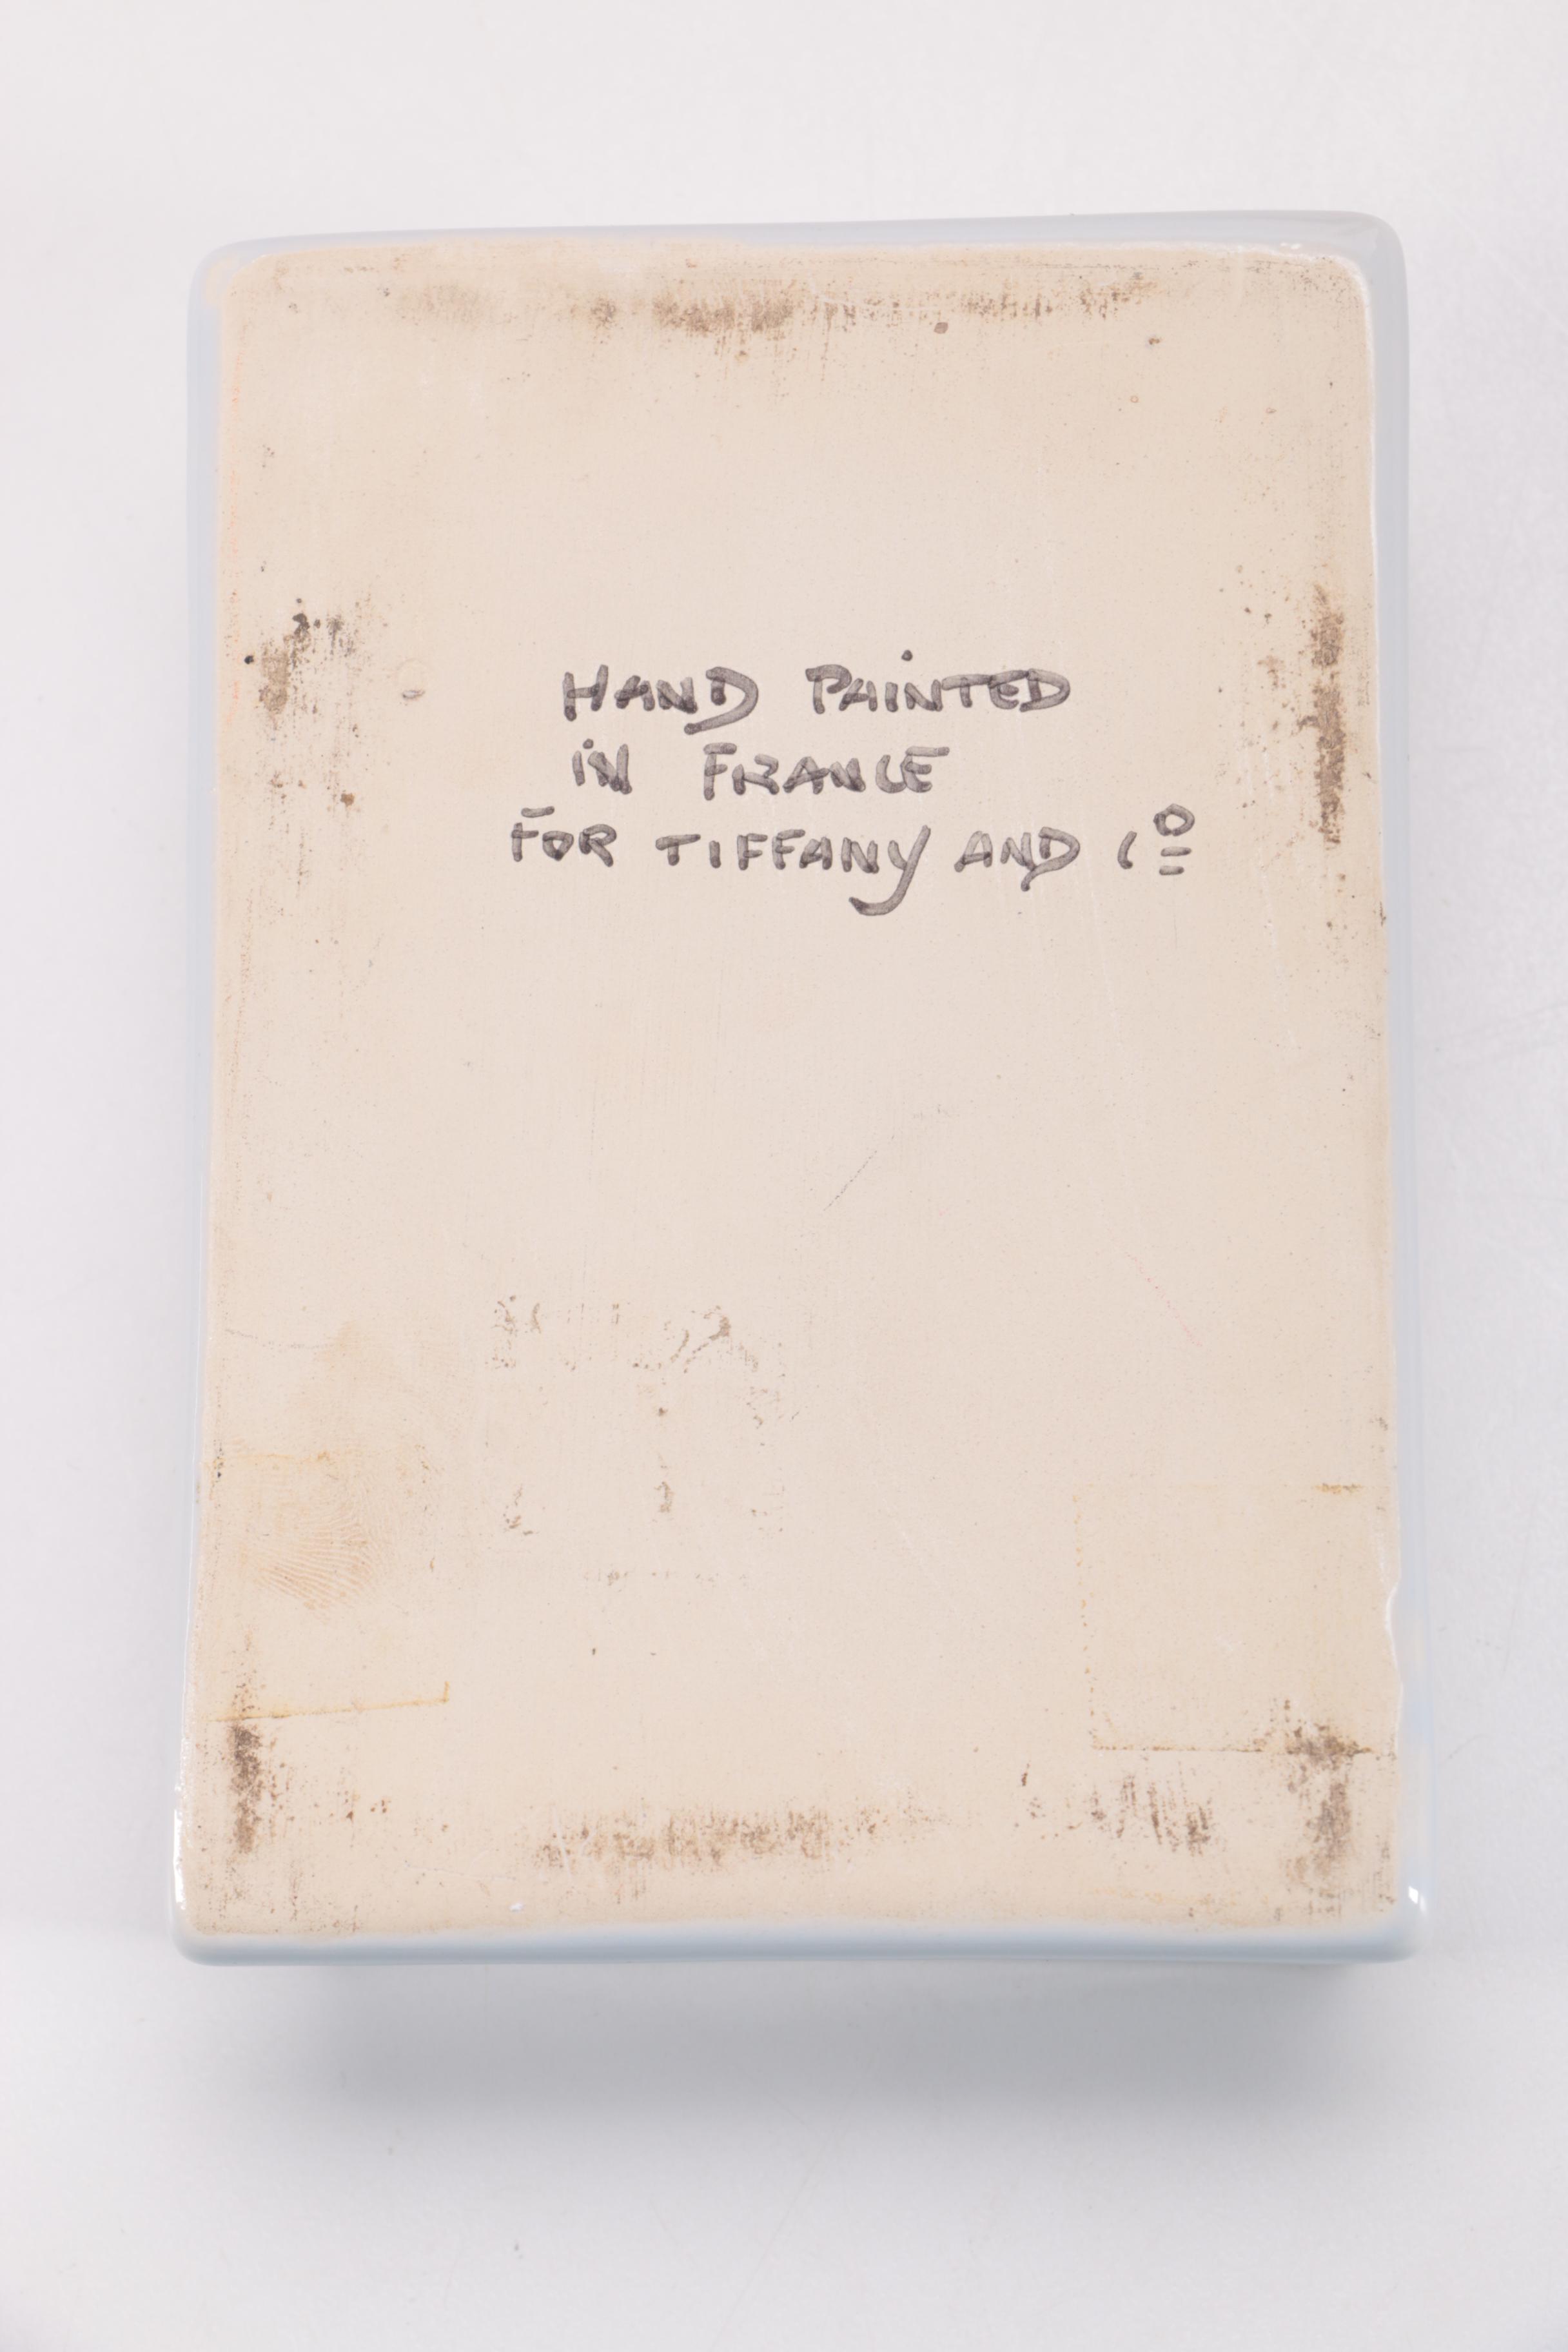 HAND PAINTED
IN FRANCE
FOR TIFFANY AND Cº